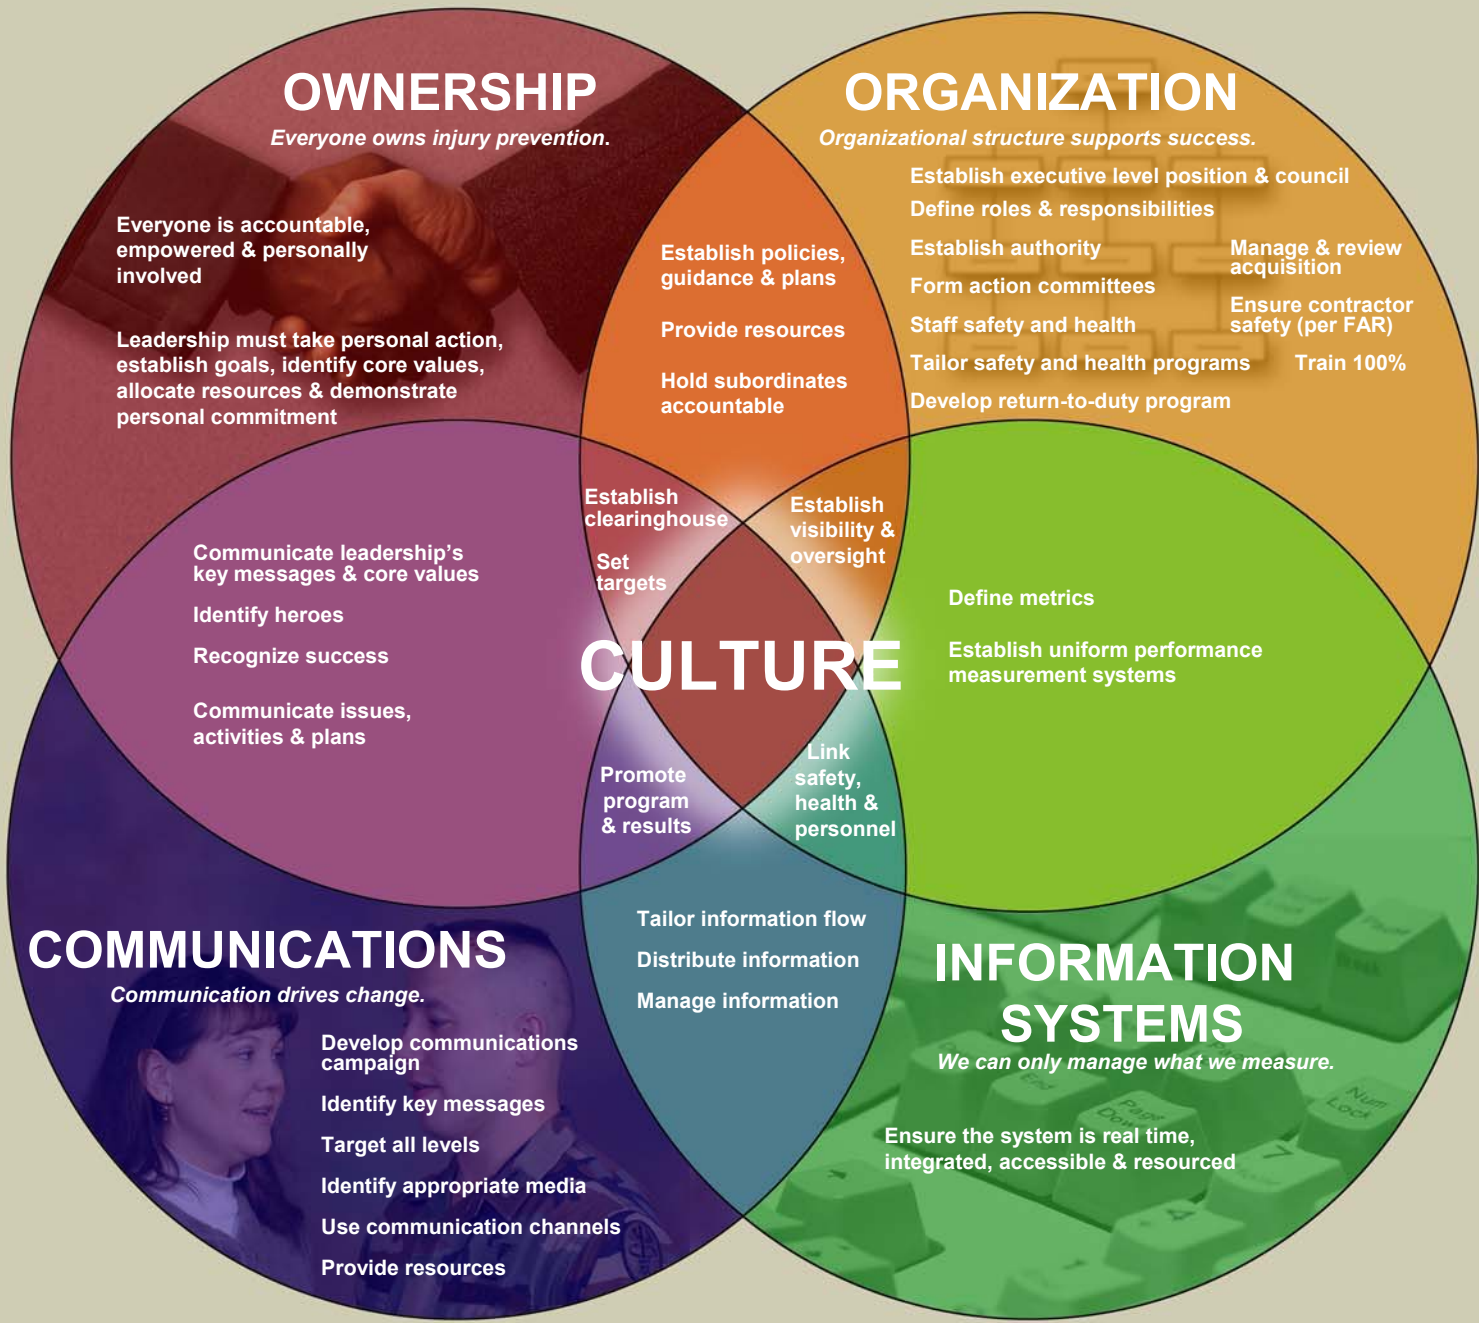 OWNERSHIP
Everyone owns injury prevention.
Everyone is accountable,
empowered & personally
involved
Leadership must take personal action,
establish goals, identify core values,
allocate resources & demonstrate
personal commitment
ORGANIZATION
Organizational structure supports success.
Establish executive level position & council
Define roles & responsibilities
Establish authority
Form action committees
Staff safety and health
Tailor safety and health programs
Develop return-to-duty program
Manage & review
acquisition
Ensure contractor
safety (per FAR)
Train 100%
Establish policies,
guidance & plans
Provide resources
Hold subordinates
accountable
Establish
clearinghouse
Set
targets
Establish
visibility &
oversight
Communicate leadership’s
key messages & core values
Identify heroes
Recognize success
Communicate issues,
activities & plans
CULTURE
Define metrics
Establish uniform performance
measurement systems
Promote
program
& results
Link
safety,
health &
personnel
Tailor information flow
Distribute information
Manage information
COMMUNICATIONS
Communication drives change.
Develop communications
campaign
Identify key messages
Target all levels
Identify appropriate media
Use communication channels
Provide resources
INFORMATION
SYSTEMS
We can only manage what we measure.
Ensure the system is real time,
integrated, accessible & resourced
End
Page
Down
Num
Lock
7
4